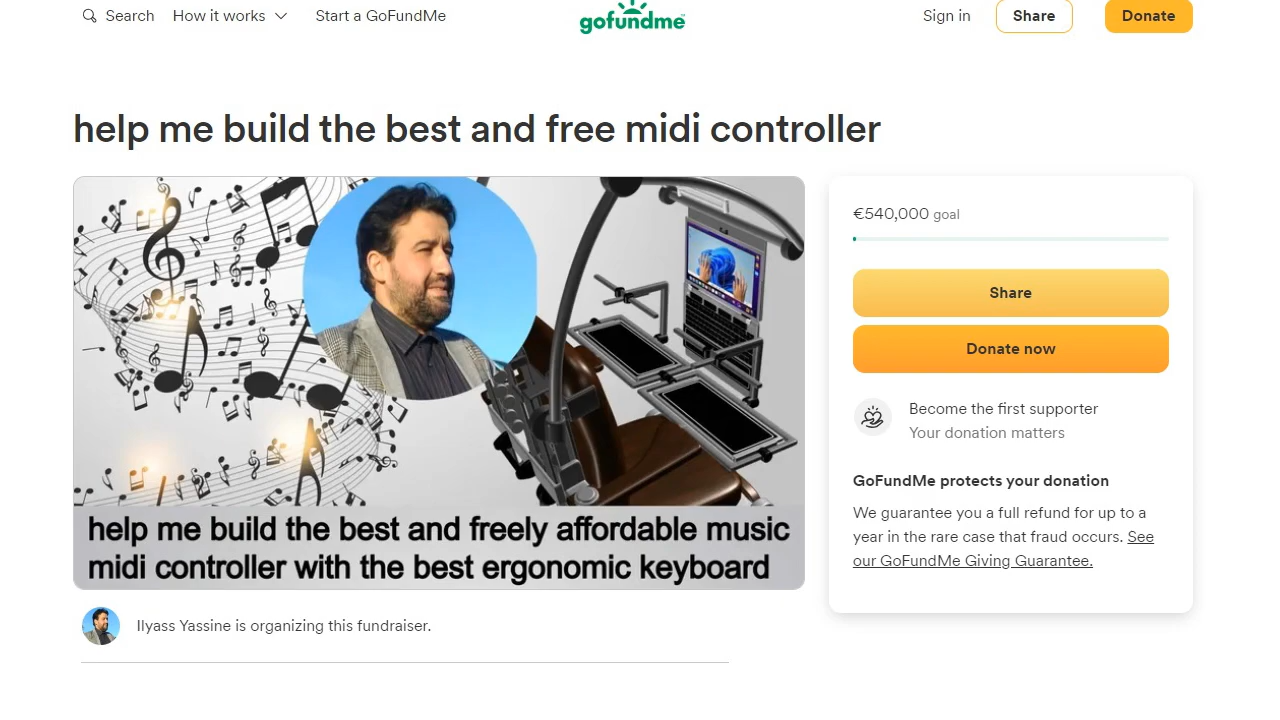 Search How it works Start a GoFundMe gofundme Sign in Share Donate
help me build the best and free midi controller
help me build the best and freely affordable music
midi controller with the best ergonomic keyboard
Ilyass Yassine is organizing this fundraiser.
€540,000 goal
Share
Donate now
Become the first supporter
Your donation matters
GoFundMe protects your donation
We guarantee you a full refund for up to a
year in the rare case that fraud occurs. See
our GoFundMe Giving Guarantee.